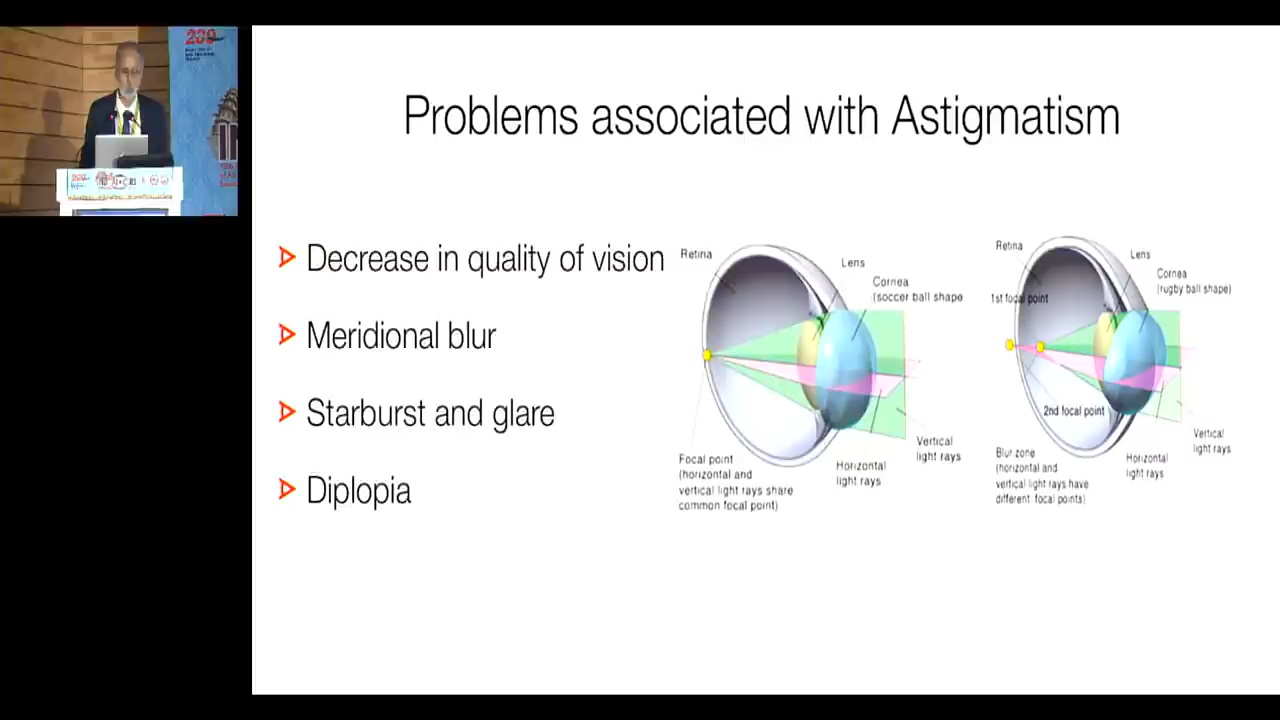 Problems associated with Astigmatism
Decrease in quality of vision
Meridional blur
Starburst and glare
Diplopia
Retina
Lens
Cornea
(soccer ball shape
Vertical
light rays
Horizontal
light rays
Focal point
(horizontal and
vertical light rays share
common focal point)
Retina
Lens
Cornea
(rugby ball shape)
1st focal point
2nd focal point
Vertical
light rays
Horizontal
light rays
Blur zone
(horizontal and
vertical light rays have
different focal points)